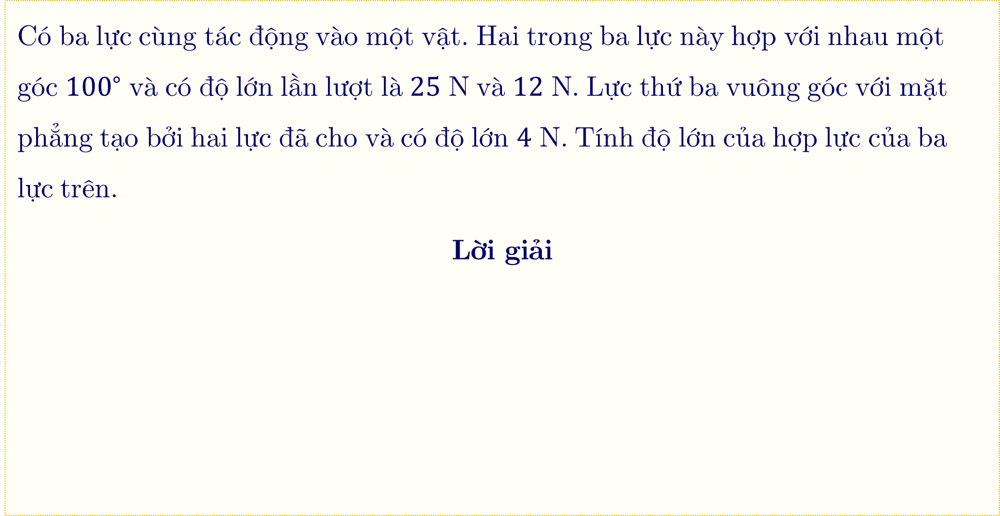 Có ba lực cùng tác động vào một vật. Hai trong ba lực này hợp với nhau một
góc 100° và có độ lớn lần lượt là 25 N và 12 N. Lực thứ ba vuông góc với mặt
phẳng tạo bởi hai lực đã cho và có độ lớn 4 N. Tính độ lớn của hợp lực của ba
lực trên.
Lời giải